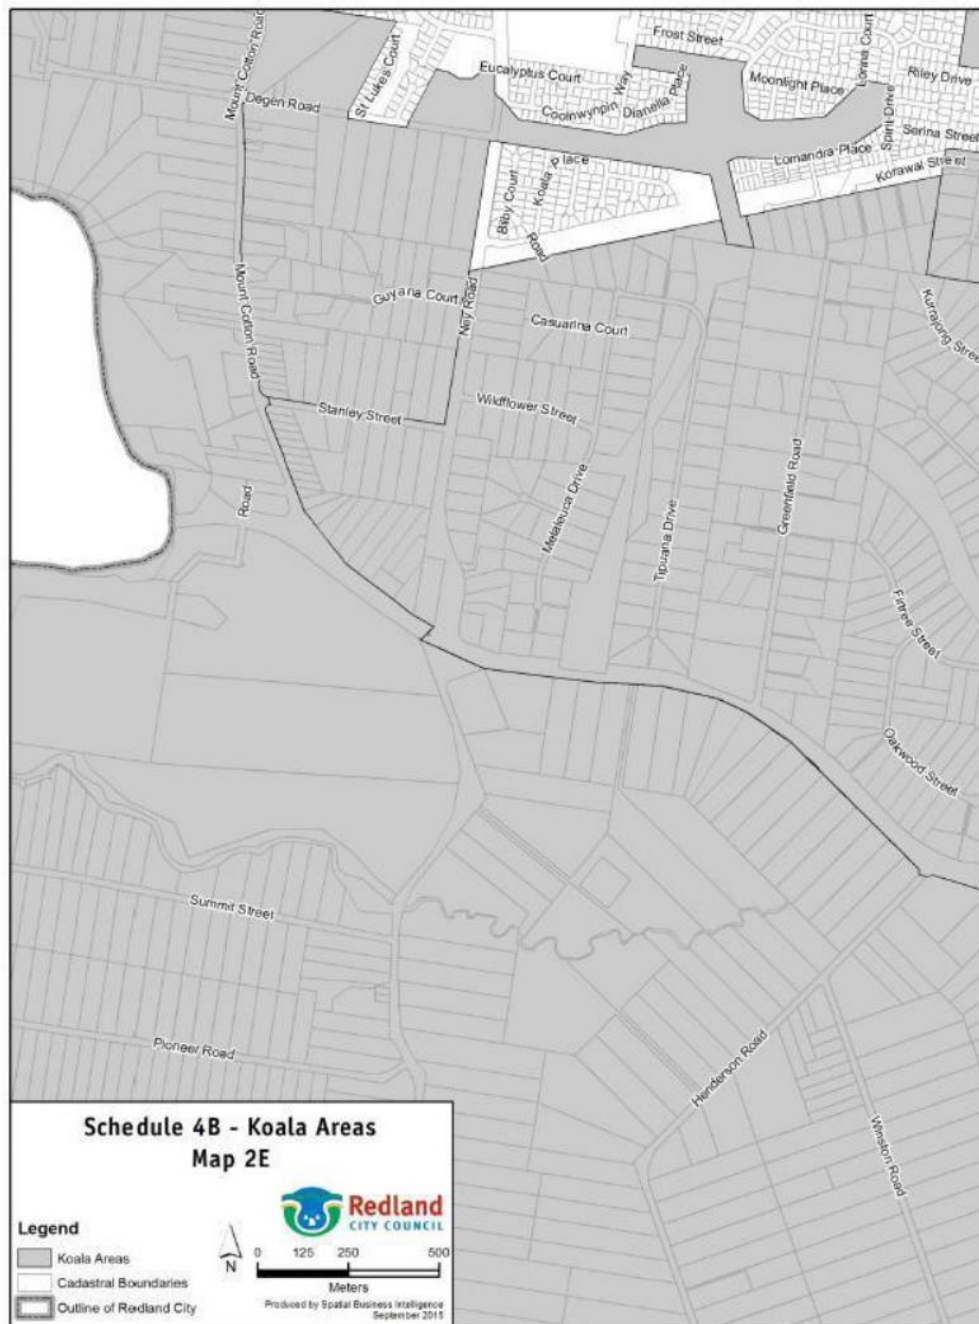 Mount Cotton Road
St Lukes Court
Frost Street
Eucalyptus Court
Way
Lorina Court
Riley Drive
Moonlight Place
Degen Road
Coolnwynpin
Dianella Place
Spirit Drive
Serina Street
Lomandra Place
Korawal Street
Place
Bilby Court
Koala
Road
Mount Cotton Road
Guyana Court
Ney Road
Casuarina Court
Kurrajong Street
Stanley Street
Wildflower Street
Road
Melaleuca Drive
Tipuana Drive
Greenfield Road
Firtree Street
Oakwood Street
Summit Street
Pioneer Road
Henderson Road
Winston Road
Schedule 4B - Koala Areas
Map 2E
Redland
CITY COUNCIL
Legend
Koala Areas
Cadastral Boundaries
Outline of Redland City
N
0 125 250 500
Meters
Produced by Spatial Business Intelligence
September 2015